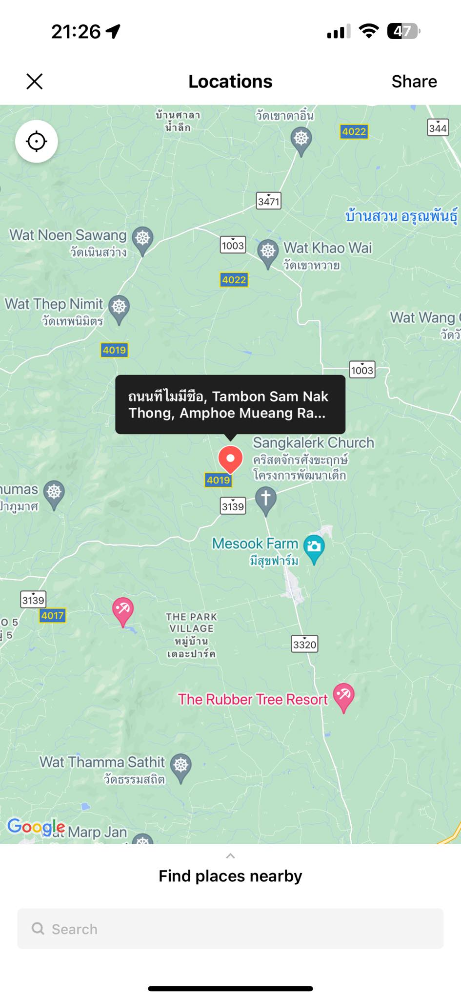 21:26
47
Locations
Share
บ้านศาลา
น้ำลึก
วัดเขาตาอิ๋น
4022
344
3471
บ้านสวน อรุณพันธุ์
Wat Noen Sawang
วัดเนินสว่าง
1003
Wat Khao Wai
วัดเขาหวาย
4022
Wat Thep Nimit
วัดเทพนิมิตร
Wat Wang
วัดวั
4019
1003
ถนนที่ไม่มีชื่อ, Tambon Sam Nak
Thong, Amphoe Mueang Ra...
Sangkalerk Church
คริสตจักรศังขะฤกษ์
โครงการพัฒนาเด็ก
4019
numas
ป่าภูมาศ
3139
Mesook Farm
มีสุขฟาร์ม
3139
4017
O 5
5
THE PARK
VILLAGE
หมู่บ้าน
เดอะปาร์ค
3320
The Rubber Tree Resort
Wat Thamma Sathit
วัดธรรมสถิต
Google
Marp Jan
Find places nearby
Search